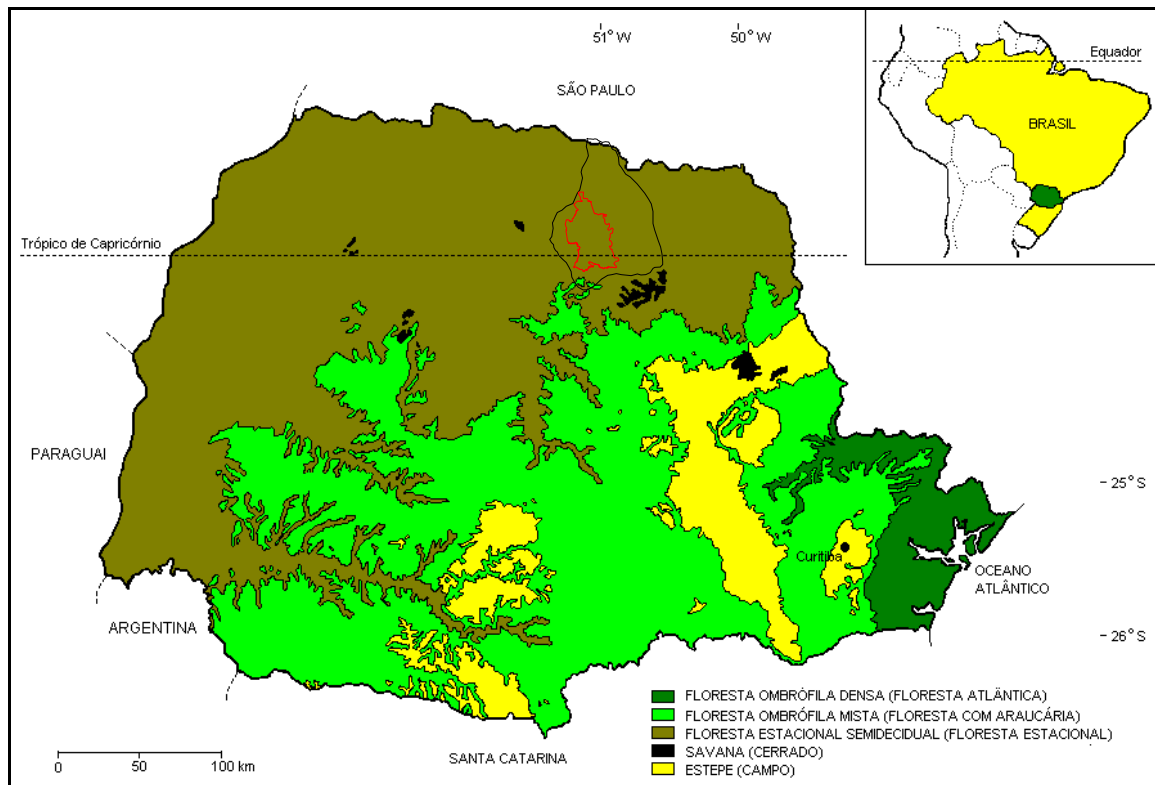 51° W
50° W
Equador
SÃO PAULO
BRASIL
Trópico de Capricórnio
PARAGUAI
25° S
Curitiba
OCEANO
ATLÂNTICO
ARGENTINA
26° S
FLORESTA OMBRÓFILA DENSA (FLORESTA ATLÂNTICA)
FLORESTA OMBRÓFILA MISTA (FLORESTA COM ARAUCÁRIA)
FLORESTA ESTACIONAL SEMIDECIDUAL (FLORESTA ESTACIONAL)
SAVANA (CERRADO)
ESTEPE (CAMPO)
SANTA CATARINA
0 50 100 km